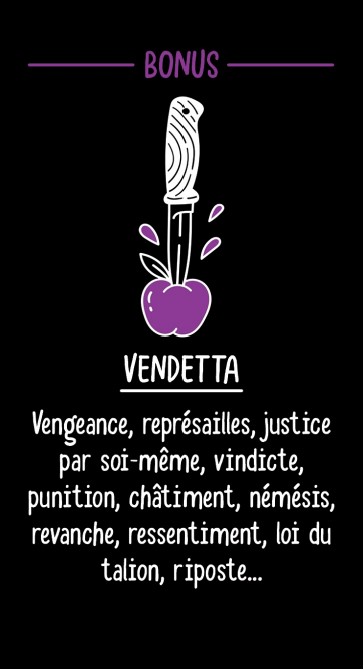 BONUS
VENDETTA
Vengeance, représailles, justice
par soi-même, vindicte,
punition, châtiment, némésis,
revanche, ressentiment, loi du
talion, riposte...